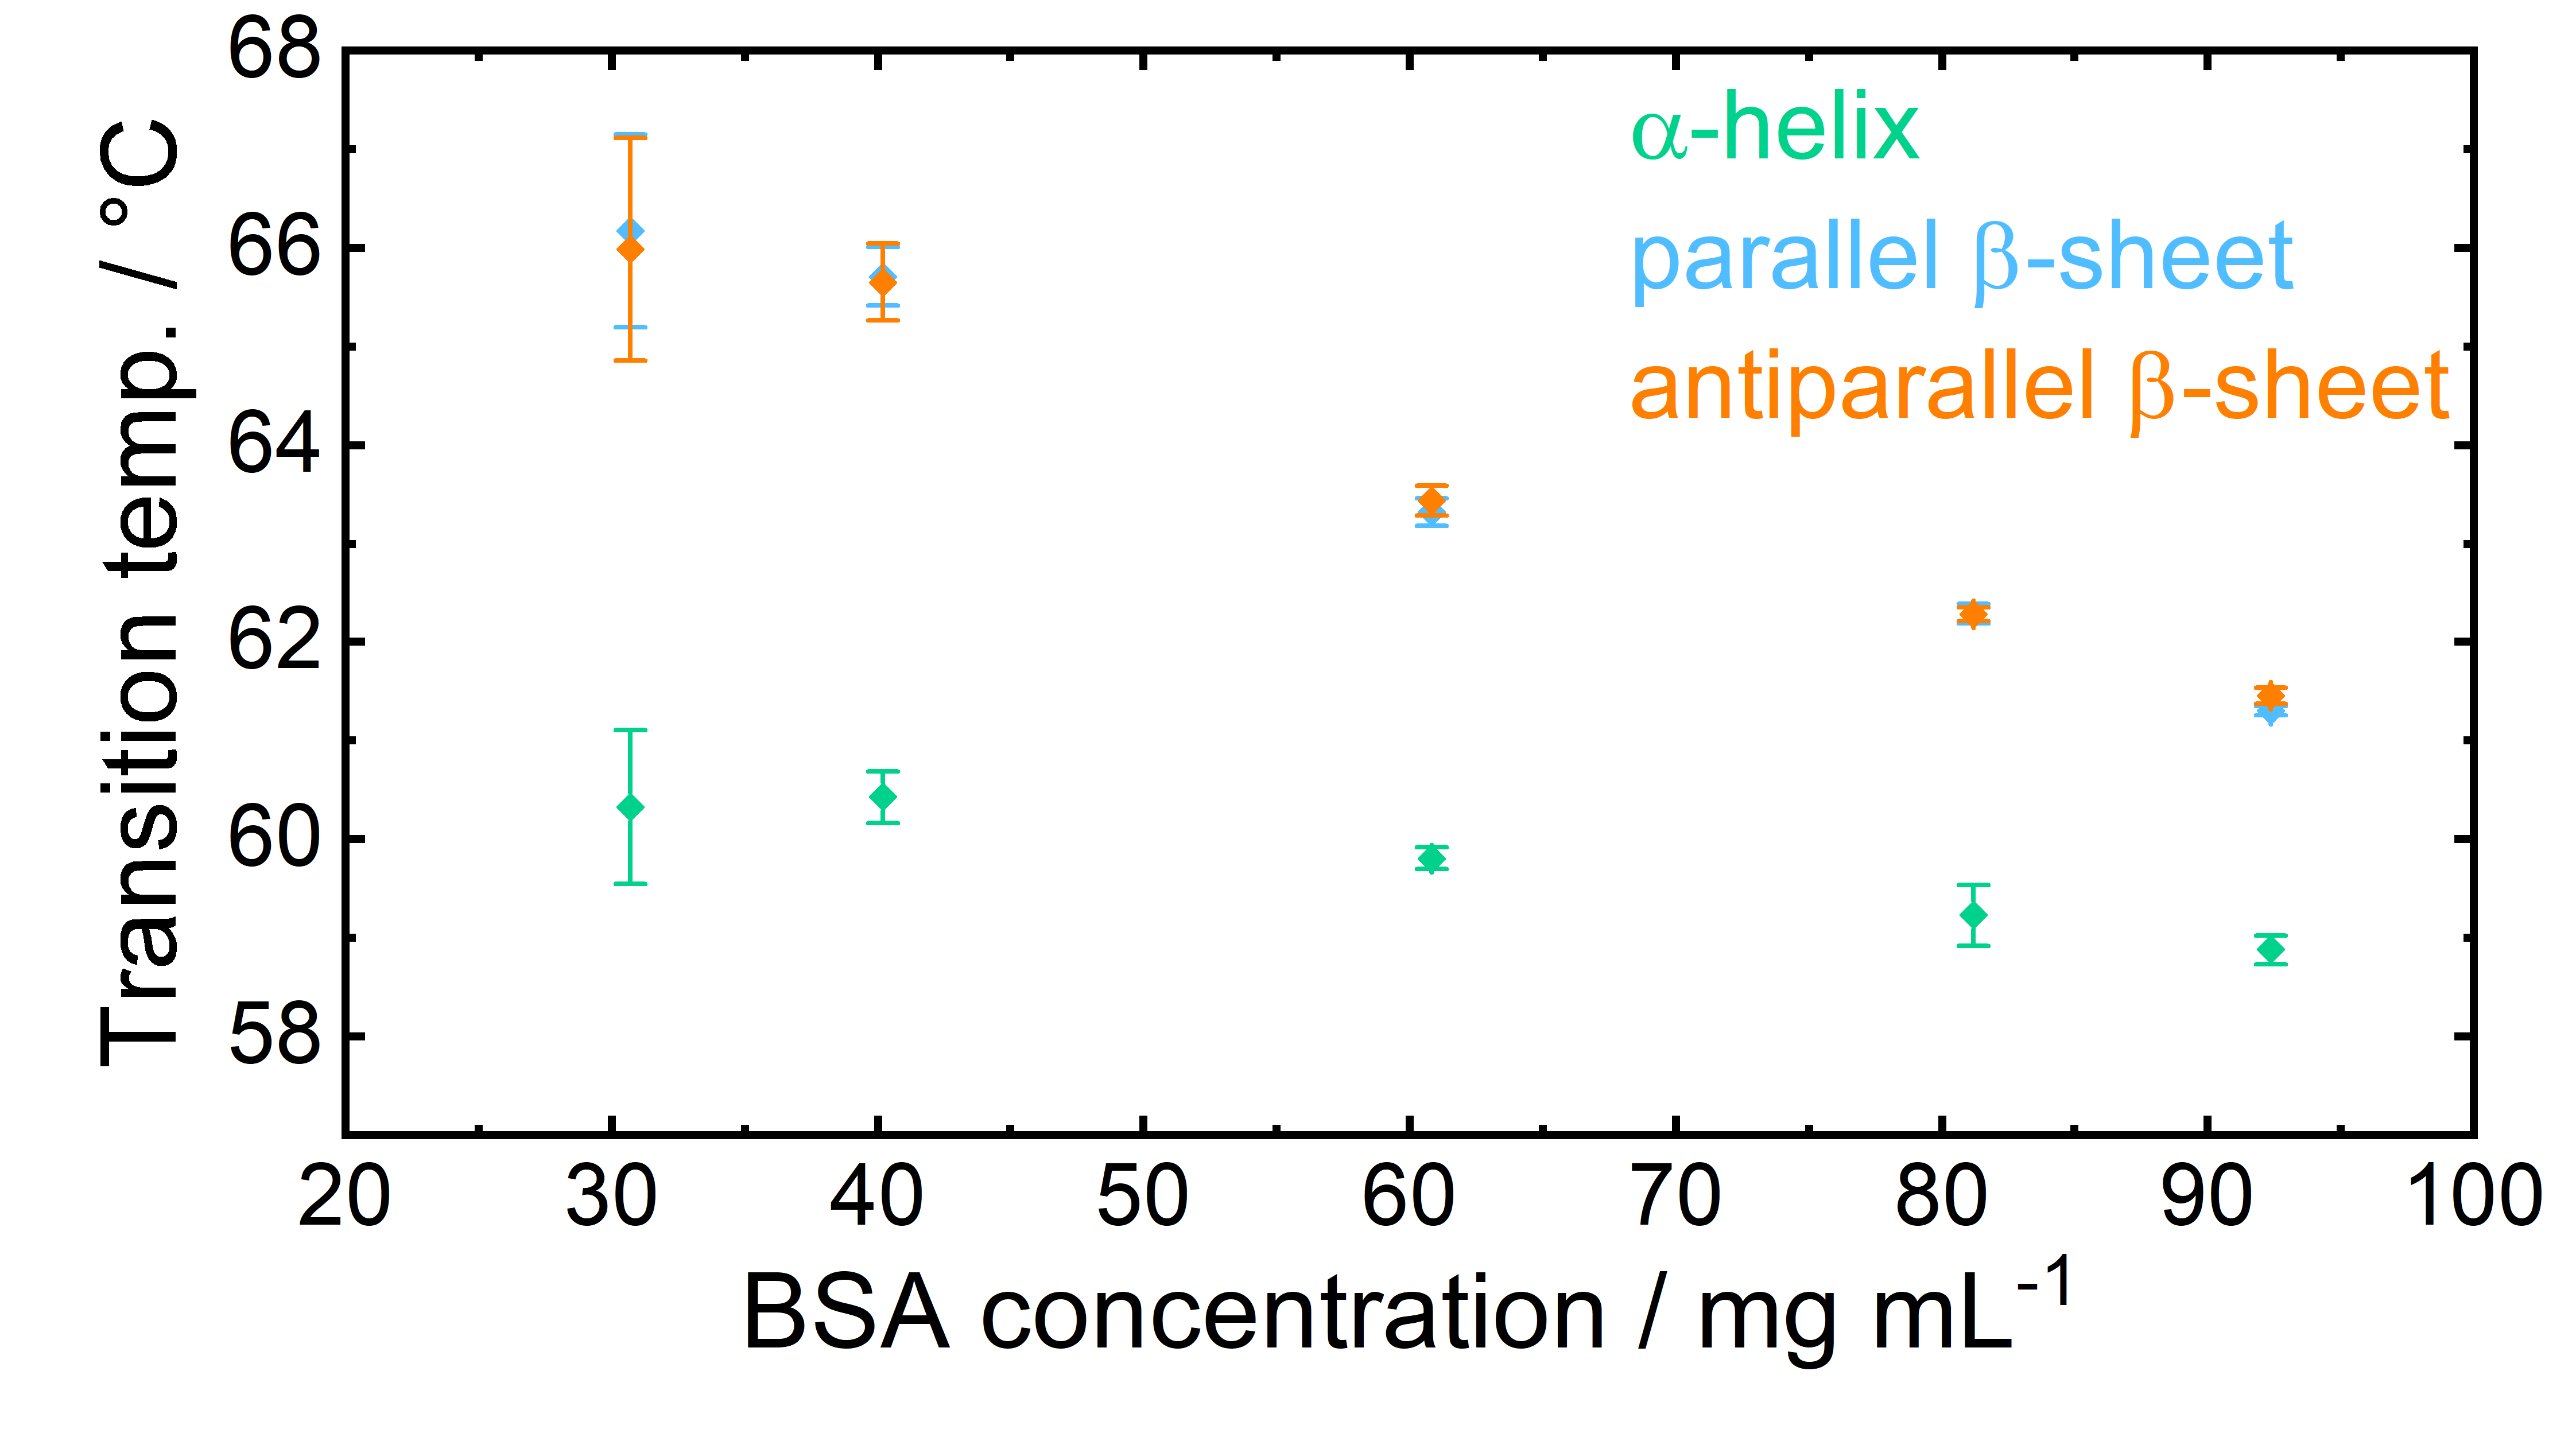 68
66
64
62
60
58
Transition temp. / °C
α-helix
parallel β-sheet
antiparallel β-sheet
20 30 40 50 60 70 80 90 100
BSA concentration / mg mL⁻¹